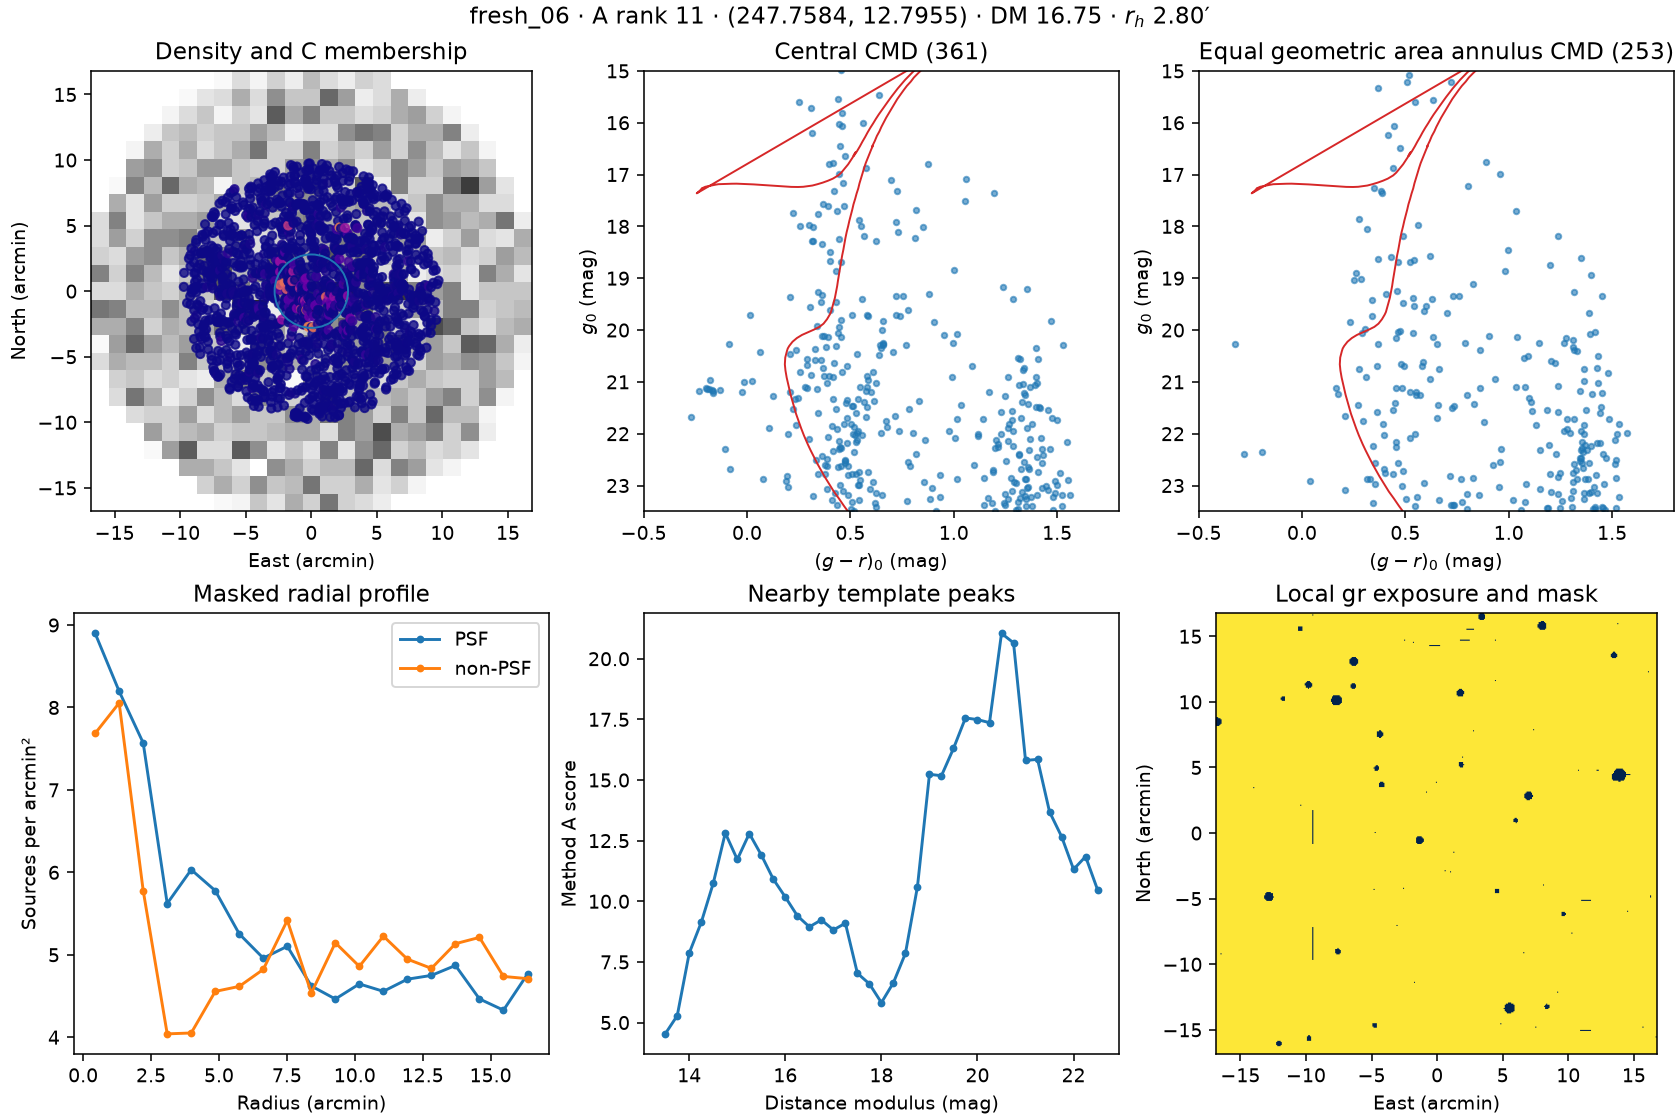 fresh_06 · A rank 11 · (247.7584, 12.7955) · DM 16.75 · rₕ 2.80′
Density and C membership
15
10
5
0
−5
−10
−15
North (arcmin)
−15 −10 −5 0 5 10 15
East (arcmin)
Central CMD (361)
15
16
17
18
19
20
21
22
23
g₀ (mag)
−0.5 0.0 0.5 1.0 1.5
(g − r)₀ (mag)
Equal geometric area annulus CMD (253)
15
16
17
18
19
20
21
22
23
g₀ (mag)
−0.5 0.0 0.5 1.0 1.5
(g − r)₀ (mag)
Masked radial profile
PSF
non-PSF
9
8
7
6
5
4
Sources per arcmin²
0.0 2.5 5.0 7.5 10.0 12.5 15.0
Radius (arcmin)
Nearby template peaks
20.0
17.5
15.0
12.5
10.0
7.5
5.0
Method A score
14 16 18 20 22
Distance modulus (mag)
Local gr exposure and mask
15
10
5
0
−5
−10
−15
North (arcmin)
−15 −10 −5 0 5 10 15
East (arcmin)